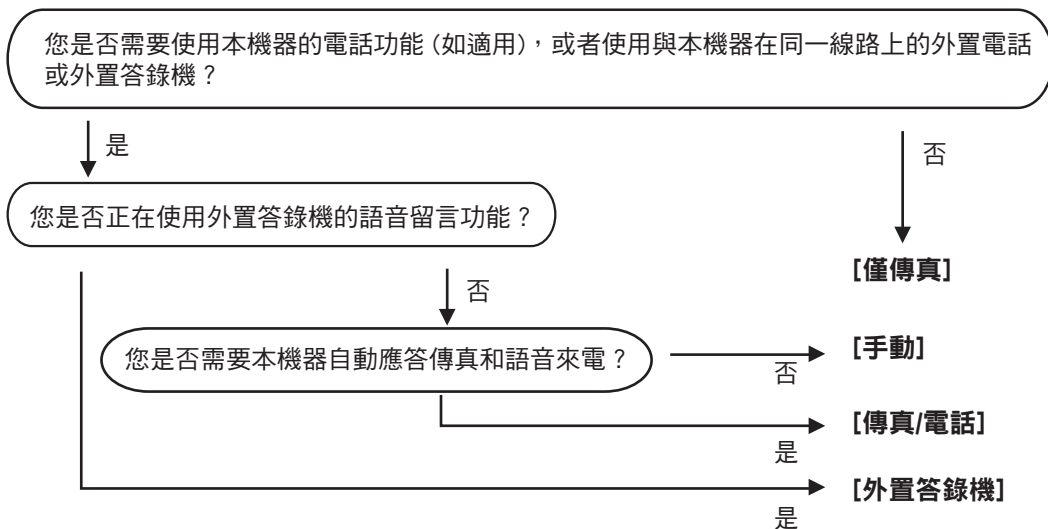 您是否需要使用本機器的電話功能 (如適用)，或者使用與本機器在同一線路上的外置電話
或外置答錄機？
是
否
您是否正在使用外置答錄機的語音留言功能？
[僅傳真]
否
您是否需要本機器自動應答傳真和語音來電？
否
[手動]
是
[傳真/電話]
是
[外置答錄機]